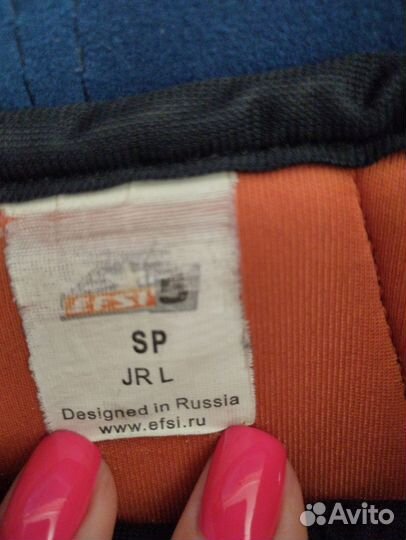 EFSI
SP
JR L
Designed in Russia
www.efsi.ru
Avito